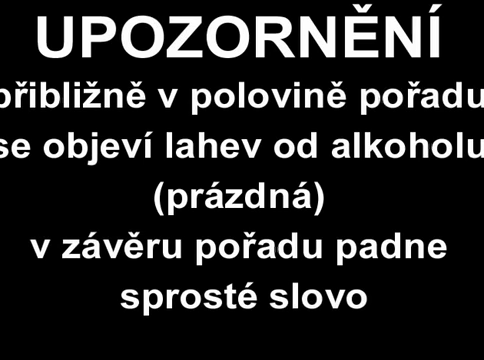 UPOZORNĚNÍ
přibližně v polovině pořadu
se objeví lahev od alkoholu
(prázdná)
v závěru pořadu padne
sprosté slovo